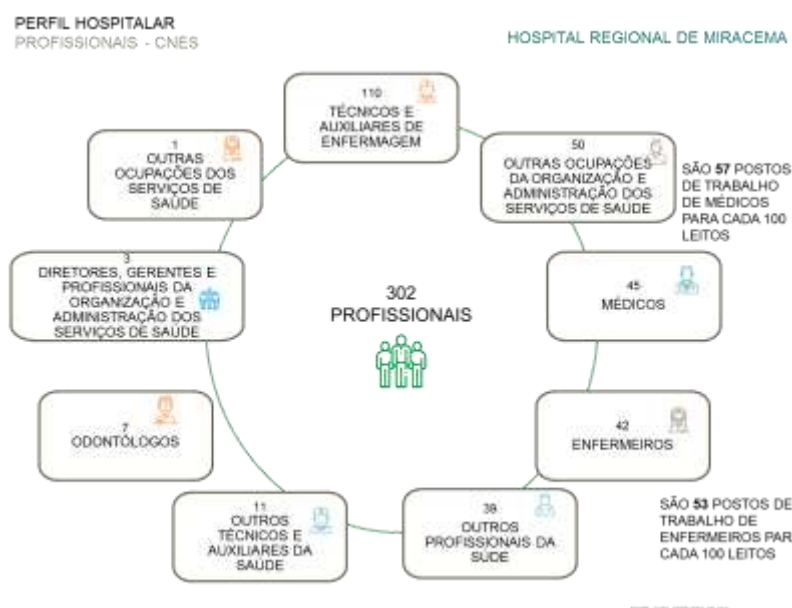 PERFIL HOSPITALAR
PROFISSIONAIS - CNES
HOSPITAL REGIONAL DE MIRACEMA
110
TÉCNICOS E
AUXILIARES DE
ENFERMAGEM
1
OUTRAS
OCUPAÇÕES DOS
SERVIÇOS DE
SAÚDE
50
OUTRAS OCUPAÇÕES
DA ORGANIZAÇÃO E
ADMINISTRAÇÃO DOS
SERVIÇOS DE SAUDE
SÃO 57 POSTOS
DE TRABALHO
DE MÉDICOS
PARA CADA 100
LEITOS
3
DIRETORES, GERENTES E
PROFISSIONAIS DA
ORGANIZAÇÃO E
ADMINISTRAÇÃO DOS
SERVIÇOS DE SAÚDE
302
PROFISSIONAIS
45
MÉDICOS
7
ODONTÓLOGOS
42
ENFERMEIROS
11
OUTROS
TÉCNICOS E
AUXILIARES DA
SAÚDE
39
OUTROS
PROFISSIONAIS DA
SÚDE
SÃO 53 POSTOS DE
TRABALHO DE
ENFERMEIROS PAR
CADA 100 LEITOS